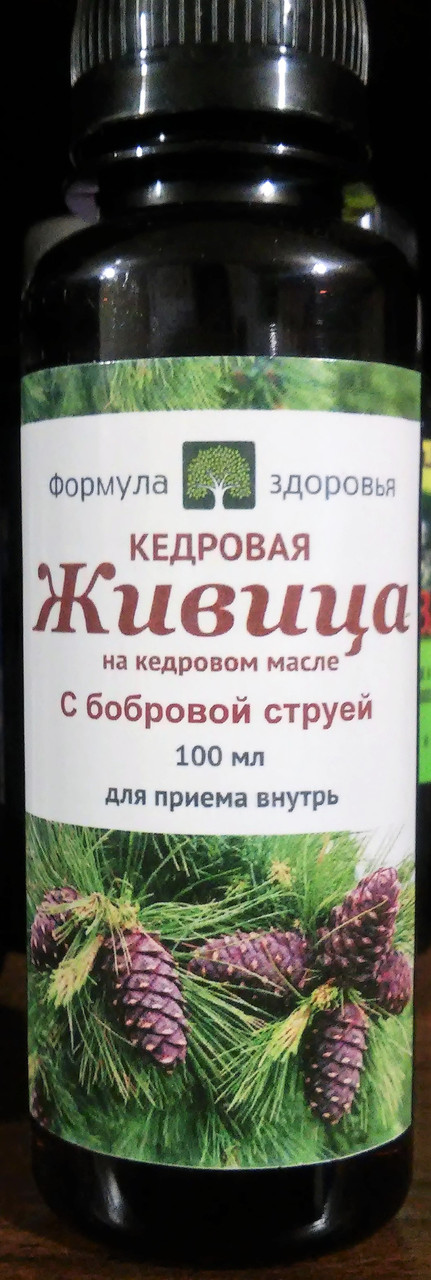 формула здоровья
КЕДРОВАЯ
Живица
на кедровом масле
С бобровой струей
100 мл
для приема внутрь